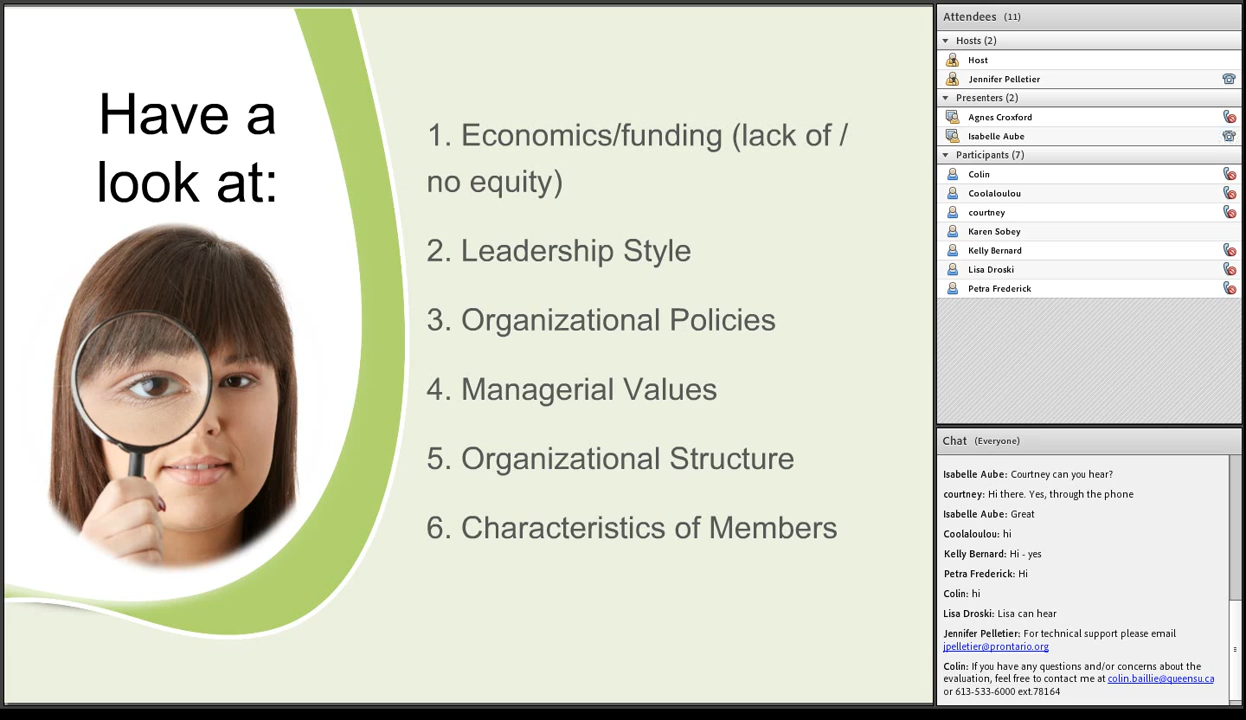 Have a
look at:
1. Economics/funding (lack of /
no equity)
2. Leadership Style
3. Organizational Policies
4. Managerial Values
5. Organizational Structure
6. Characteristics of Members
Attendees (11)
Hosts (2)
Host
Jennifer Pelletier
Presenters (2)
Agnes Croxford
Isabelle Aube
Participants (7)
Colin
Coolaloulou
courtney
Karen Sobey
Kelly Bernard
Lisa Droski
Petra Frederick
Chat (Everyone)
Isabelle Aube: Courtney can you hear?
courtney: Hi there. Yes, through the phone
Isabelle Aube: Great
Coolaloulou: hi
Kelly Bernard: Hi - yes
Petra Frederick: Hi
Colin: hi
Lisa Droski: Lisa can hear
Jennifer Pelletier: For technical support please email
jpelletier@prontario.org
Colin: If you have any questions and/or concerns about the
evaluation, feel free to contact me at colin.baillie@queensu.ca
or 613-533-6000 ext.78164